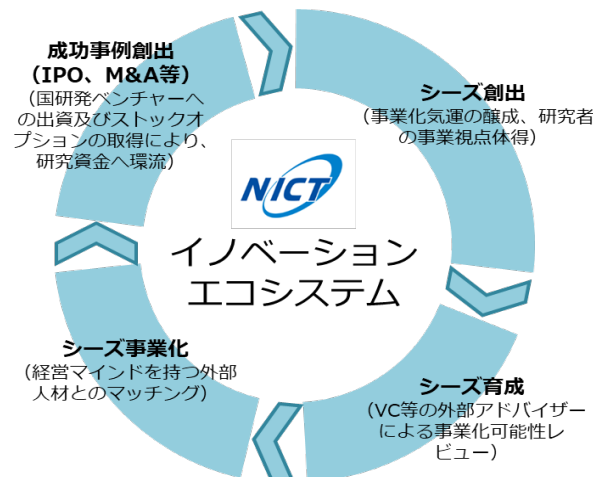 成功事例創出
（IPO、M&A等）
（国研発ベンチャーへ
の出資及びストックオ
プションの取得により、
研究資金へ環流）
シーズ創出
（事業化気運の醸成、研究者
の事業視点体得）
NICT
イノベーション
エコシステム
シーズ事業化
（経営マインドを持つ外部
人材とのマッチング）
シーズ育成
（VC等の外部アドバイザー
による事業化可能性レ
ビュー）